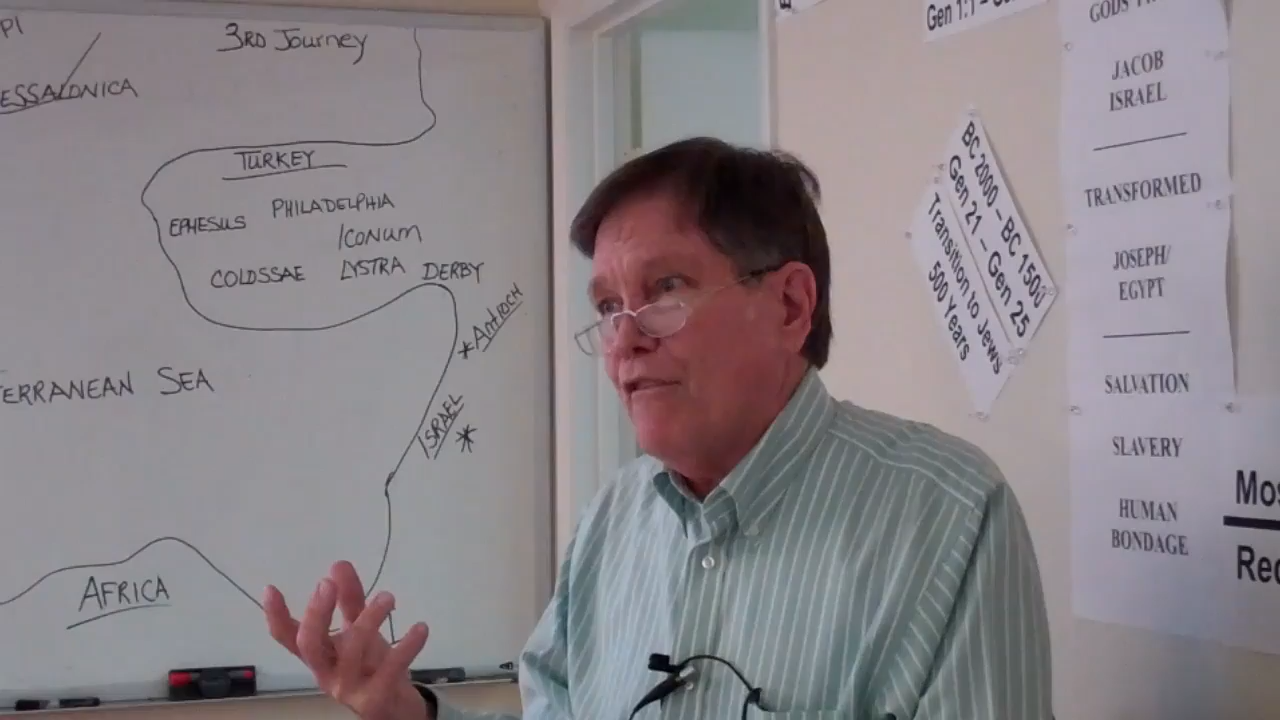 PI
3RD Journey
ESSALONICA
TURKEY
EPHESUS PHILADELPHIA
ICONUM
COLOSSAE LYSTRA DERBY
*Antioch
TERRANEAN SEA
ISRAEL
*
AFRICA
Gen 1:1 –
BC 2000 – BC 1500
Gen 21 – Gen 25
Transition to Jews
500 Years
GODS
JACOB
ISRAEL
TRANSFORMED
JOSEPH/
EGYPT
SALVATION
SLAVERY
HUMAN
BONDAGE
Mos
Red